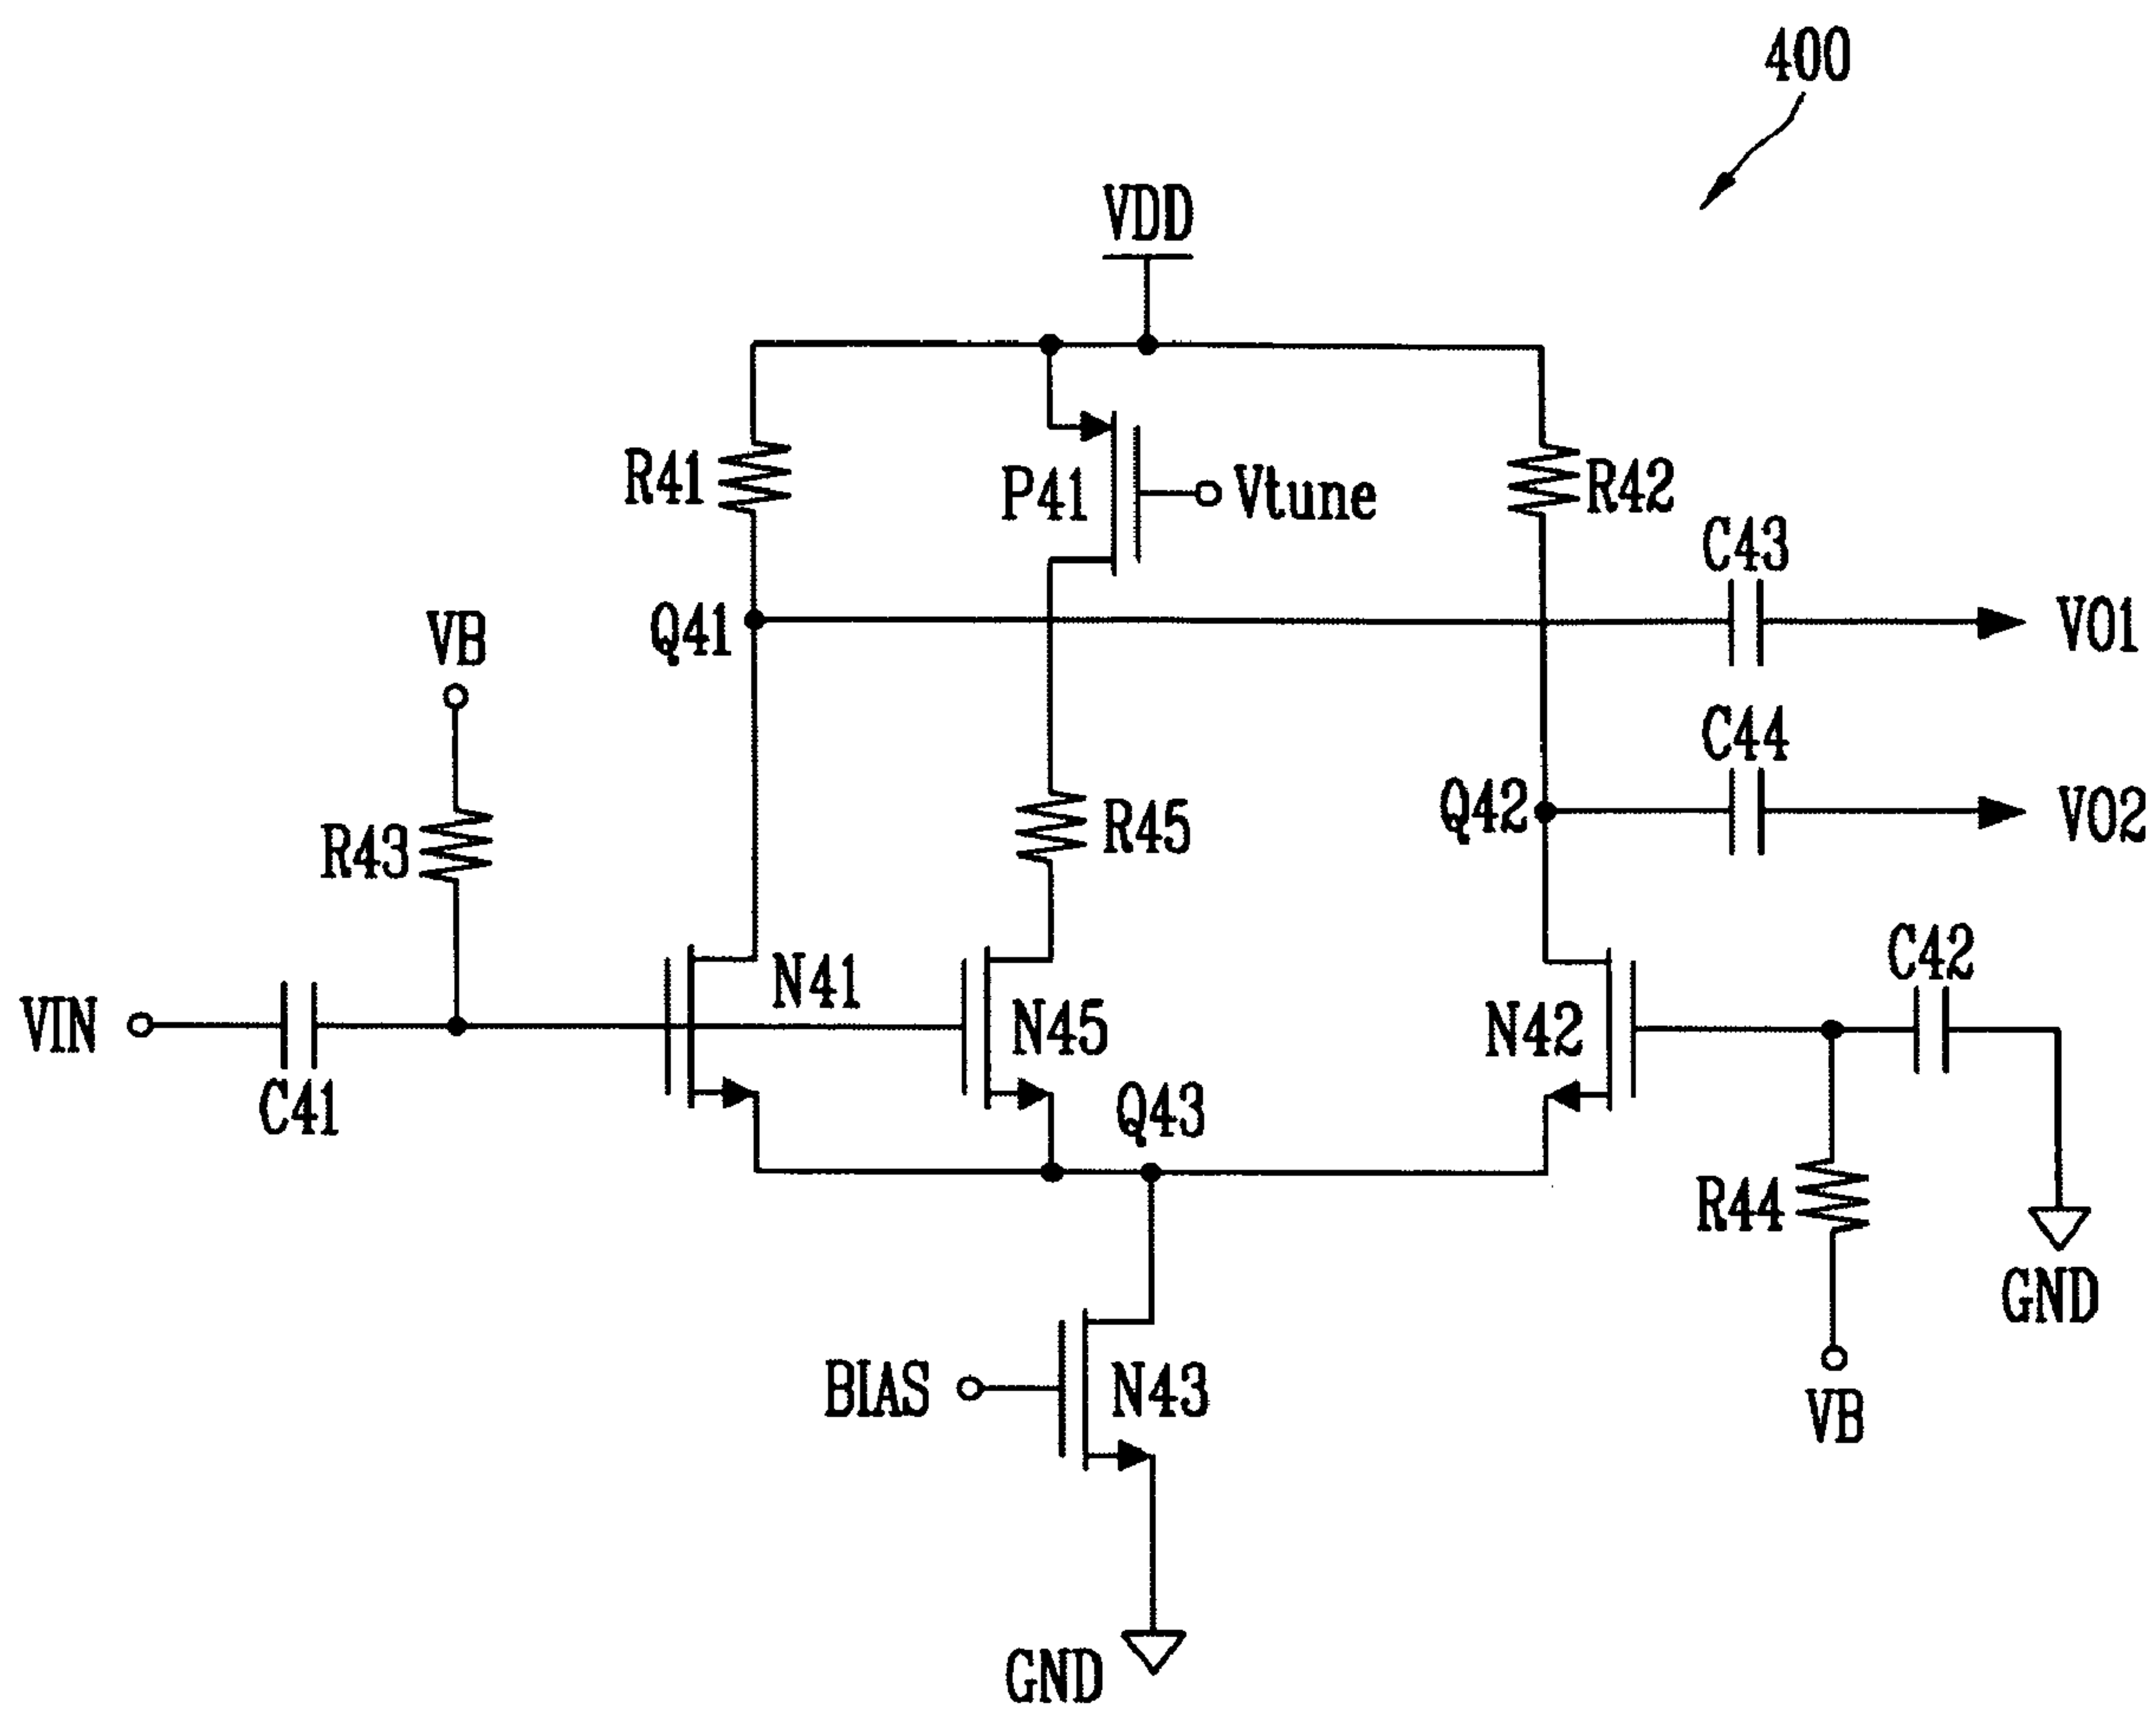 400
VDD
R41
P41
Vtune
R42
C43
Q41
VO1
VB
C44
Q42
VO2
R43
R45
N41
C42
VIN
N45
N42
C41
Q43
R44
GND
BIAS
N43
VB
GND